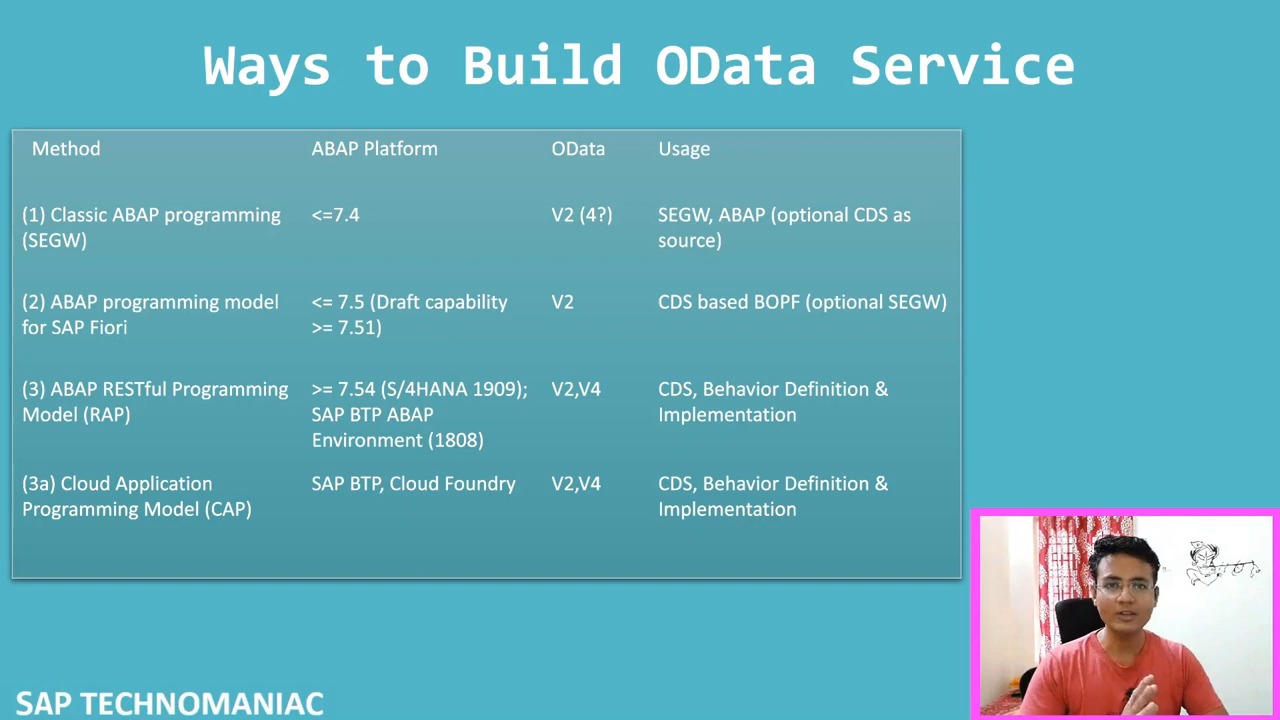 Ways to Build OData Service
Method ABAP Platform OData Usage
(1) Classic ABAP programming <=7.4 V2 (4?) SEGW, ABAP (optional CDS as
(SEGW) source)
(2) ABAP programming model <= 7.5 (Draft capability V2 CDS based BOPF (optional SEGW)
for SAP Fiori >= 7.51)
(3) ABAP RESTful Programming >= 7.54 (S/4HANA 1909); V2,V4 CDS, Behavior Definition &
Model (RAP) SAP BTP ABAP Implementation
Environment (1808)
(3a) Cloud Application SAP BTP, Cloud Foundry V2,V4 CDS, Behavior Definition &
Programming Model (CAP) Implementation
SAP TECHNOMANIAC